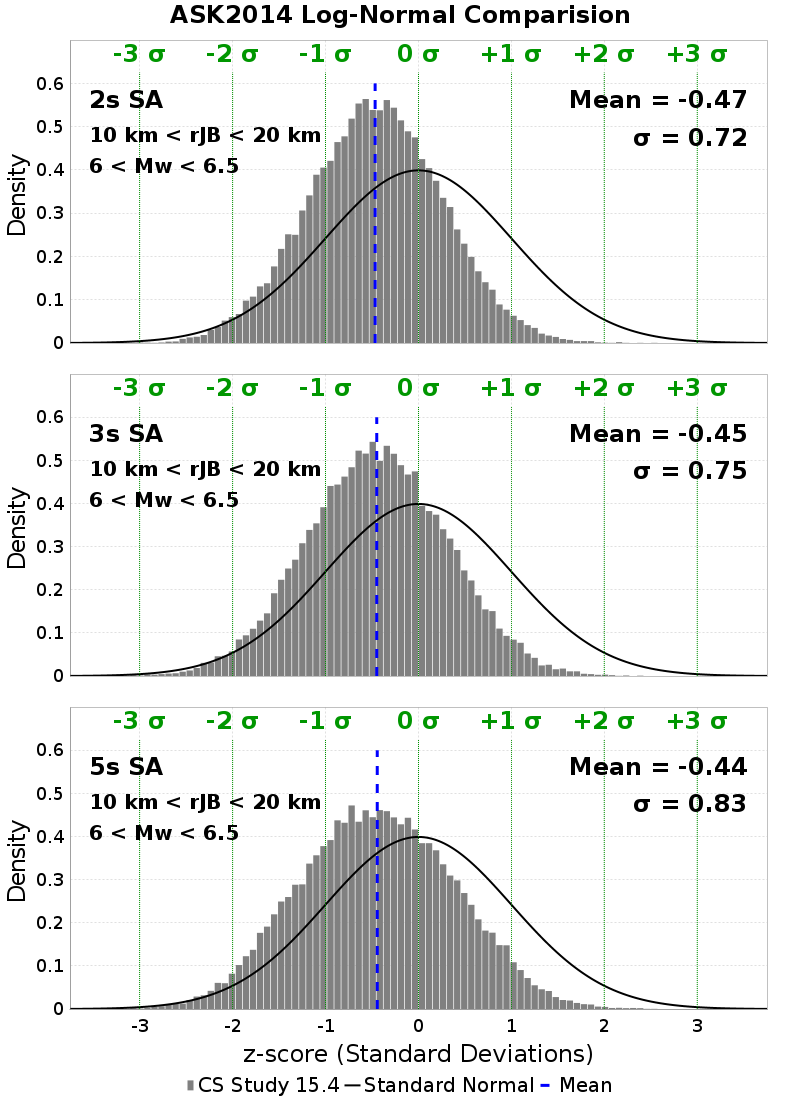 ASK2014 Log-Normal Comparision
-3 σ -2 σ -1 σ 0 σ +1 σ +2 σ +3 σ
2s SA
Mean = -0.47
10 km < rJB < 20 km
σ = 0.72
6 < Mw < 6.5
Density
0.6
0.5
0.4
0.3
0.2
0.1
0
-3 σ -2 σ -1 σ 0 σ +1 σ +2 σ +3 σ
3s SA
Mean = -0.45
10 km < rJB < 20 km
σ = 0.75
6 < Mw < 6.5
Density
0.6
0.5
0.4
0.3
0.2
0.1
0
-3 σ -2 σ -1 σ 0 σ +1 σ +2 σ +3 σ
5s SA
Mean = -0.44
10 km < rJB < 20 km
σ = 0.83
6 < Mw < 6.5
Density
0.6
0.5
0.4
0.3
0.2
0.1
0
-3 -2 -1 0 1 2 3
z-score (Standard Deviations)
CS Study 15.4 Standard Normal Mean